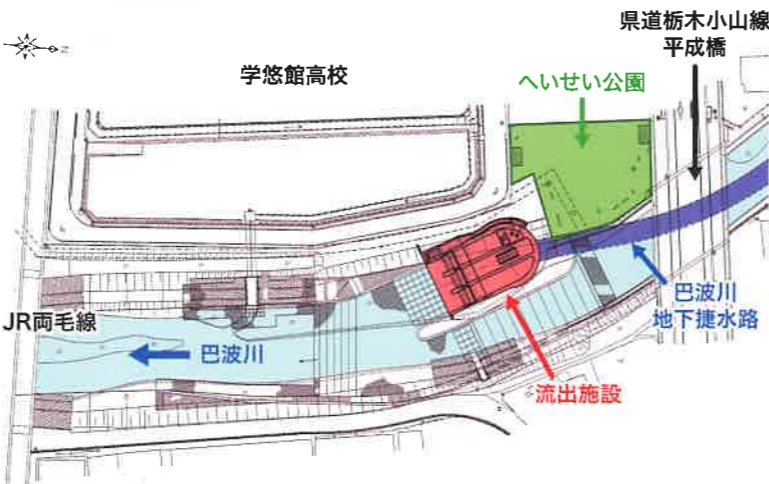 県道栃木小山線
平成橋
学悠館高校
へいせい公園
N
JR両毛線
巴波川
巴波川
地下捷水路
流出施設